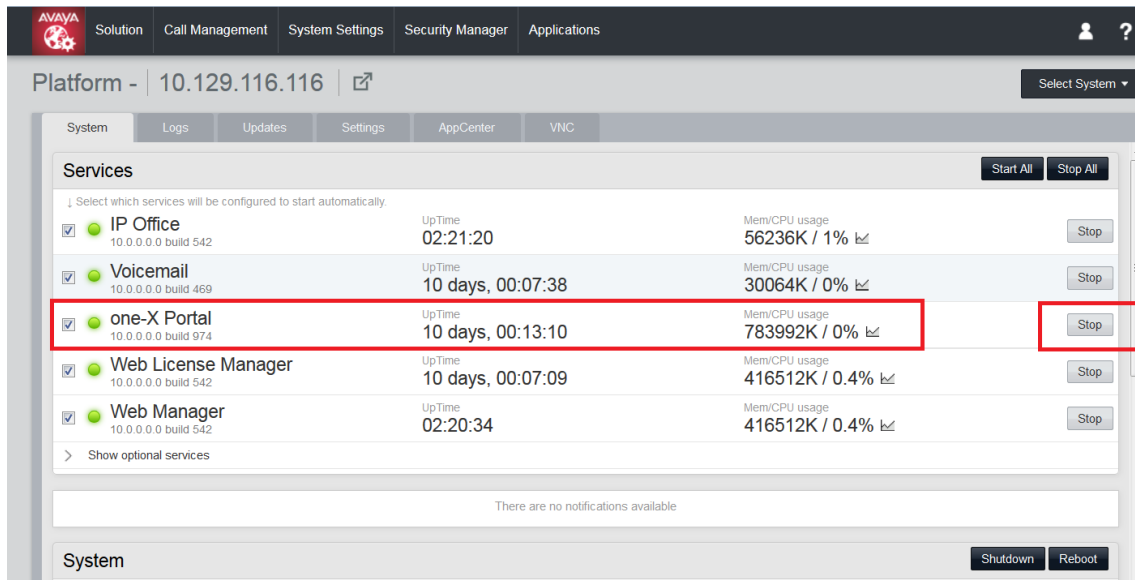 AVAYA
Solution Call Management System Settings Security Manager Applications ?
Platform - 10.129.116.116 Select System
System Logs Updates Settings AppCenter VNC
Services Start All Stop All
↓ Select which services will be configured to start automatically.
IP Office UpTime Mem/CPU usage
10.0.0.0.0 build 542 02:21:20 56236K / 1% Stop
Voicemail UpTime Mem/CPU usage
10.0.0.0.0 build 469 10 days, 00:07:38 30064K / 0% Stop
one-X Portal UpTime Mem/CPU usage
10.0.0.0.0 build 974 10 days, 00:13:10 783992K / 0% Stop
Web License Manager UpTime Mem/CPU usage
10.0.0.0.0 build 542 10 days, 00:07:09 416512K / 0.4% Stop
Web Manager UpTime Mem/CPU usage
10.0.0.0.0 build 542 02:20:34 416512K / 0.4% Stop
Show optional services
There are no notifications available
System Shutdown Reboot